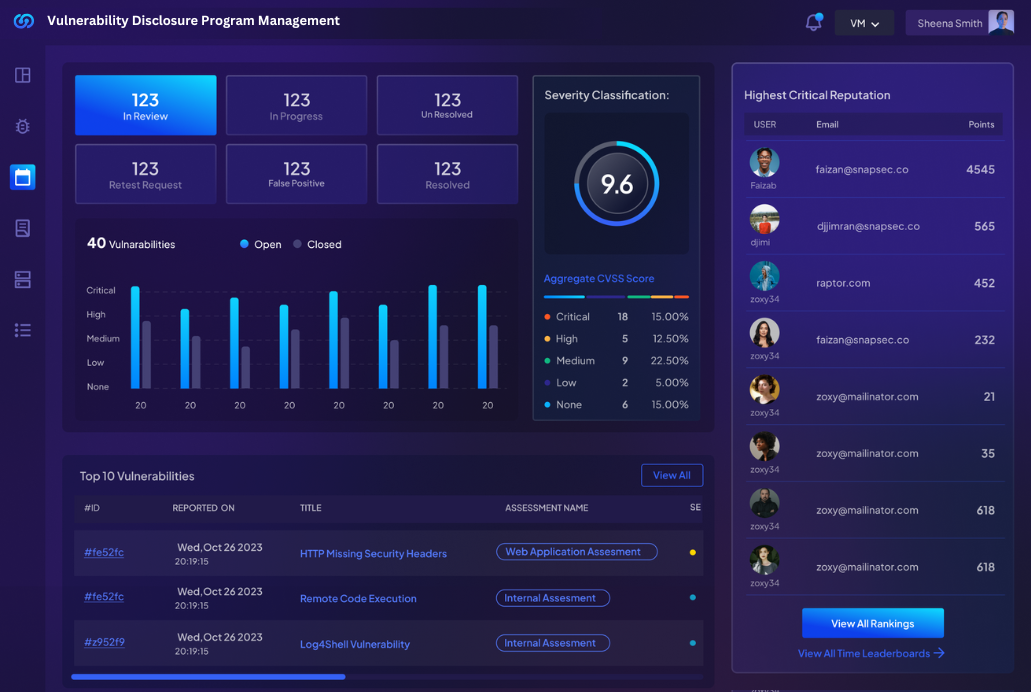 Vulnerability Disclosure Program Management
VM
Sheena Smith
123
In Review
123
In Progress
123
Un Resolved
123
Retest Request
123
False Positive
123
Resolved
40 Vulnarabilities
Open
Closed
Critical
High
Medium
Low
None
20 20 20 20 20 20 20 20
Severity Classification:
9.6
Aggregate CVSS Score
Critical 18 15.00%
High 5 12.50%
Medium 9 22.50%
Low 2 5.00%
None 6 15.00%
Top 10 Vulnerabilities
View All
#ID REPORTED ON TITLE ASSESSMENT NAME SE
#fe52fc Wed,Oct 26 2023 HTTP Missing Security Headers Web Application Assesment
20:19:15
#fe52fc Wed,Oct 26 2023 Remote Code Execution Internal Assesment
20:19:15
#z952f9 Wed,Oct 26 2023 Log4Shell Vulnerability Internal Assesment
20:19:15
Highest Critical Reputation
USER Email Points
faizan@snapsec.co 4545
Faizab
djjimran@snapsec.co 565
djimi
raptor.com 452
zoxy34
faizan@snapsec.co 232
zoxy34
zoxy@mailinator.com 21
zoxy34
zoxy@mailinator.com 35
zoxy34
zoxy@mailinator.com 618
zoxy34
zoxy@mailinator.com 618
zoxy34
View All Rankings
View All Time Leaderboards